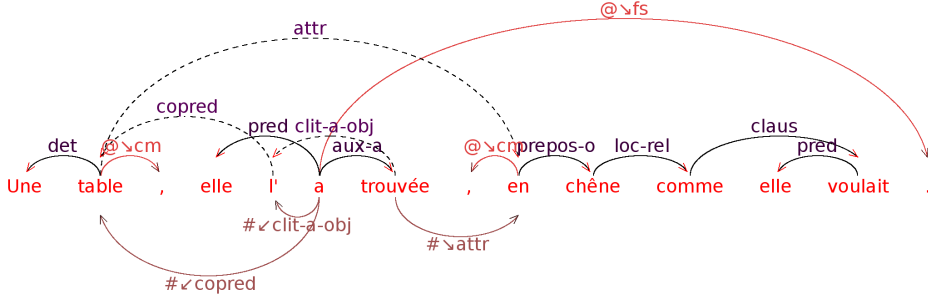 @↘fs
attr
copred
pred clit-a-obj
det @↘cm aux-a @↘cm prepos-o loc-rel claus pred
Une table , elle l' a trouvée , en chêne comme elle voulait .
#↙clit-a-obj
#↘attr
#↙copred